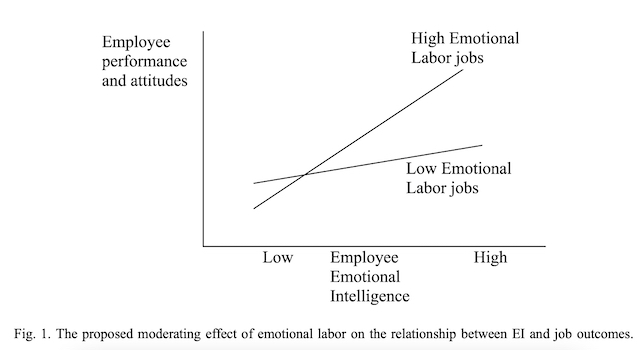 Employee
performance
and attitudes
High Emotional
Labor jobs
Low Emotional
Labor jobs
Low
Employee
Emotional
Intelligence
High
Fig. 1. The proposed moderating effect of emotional labor on the relationship between EI and job outcomes.